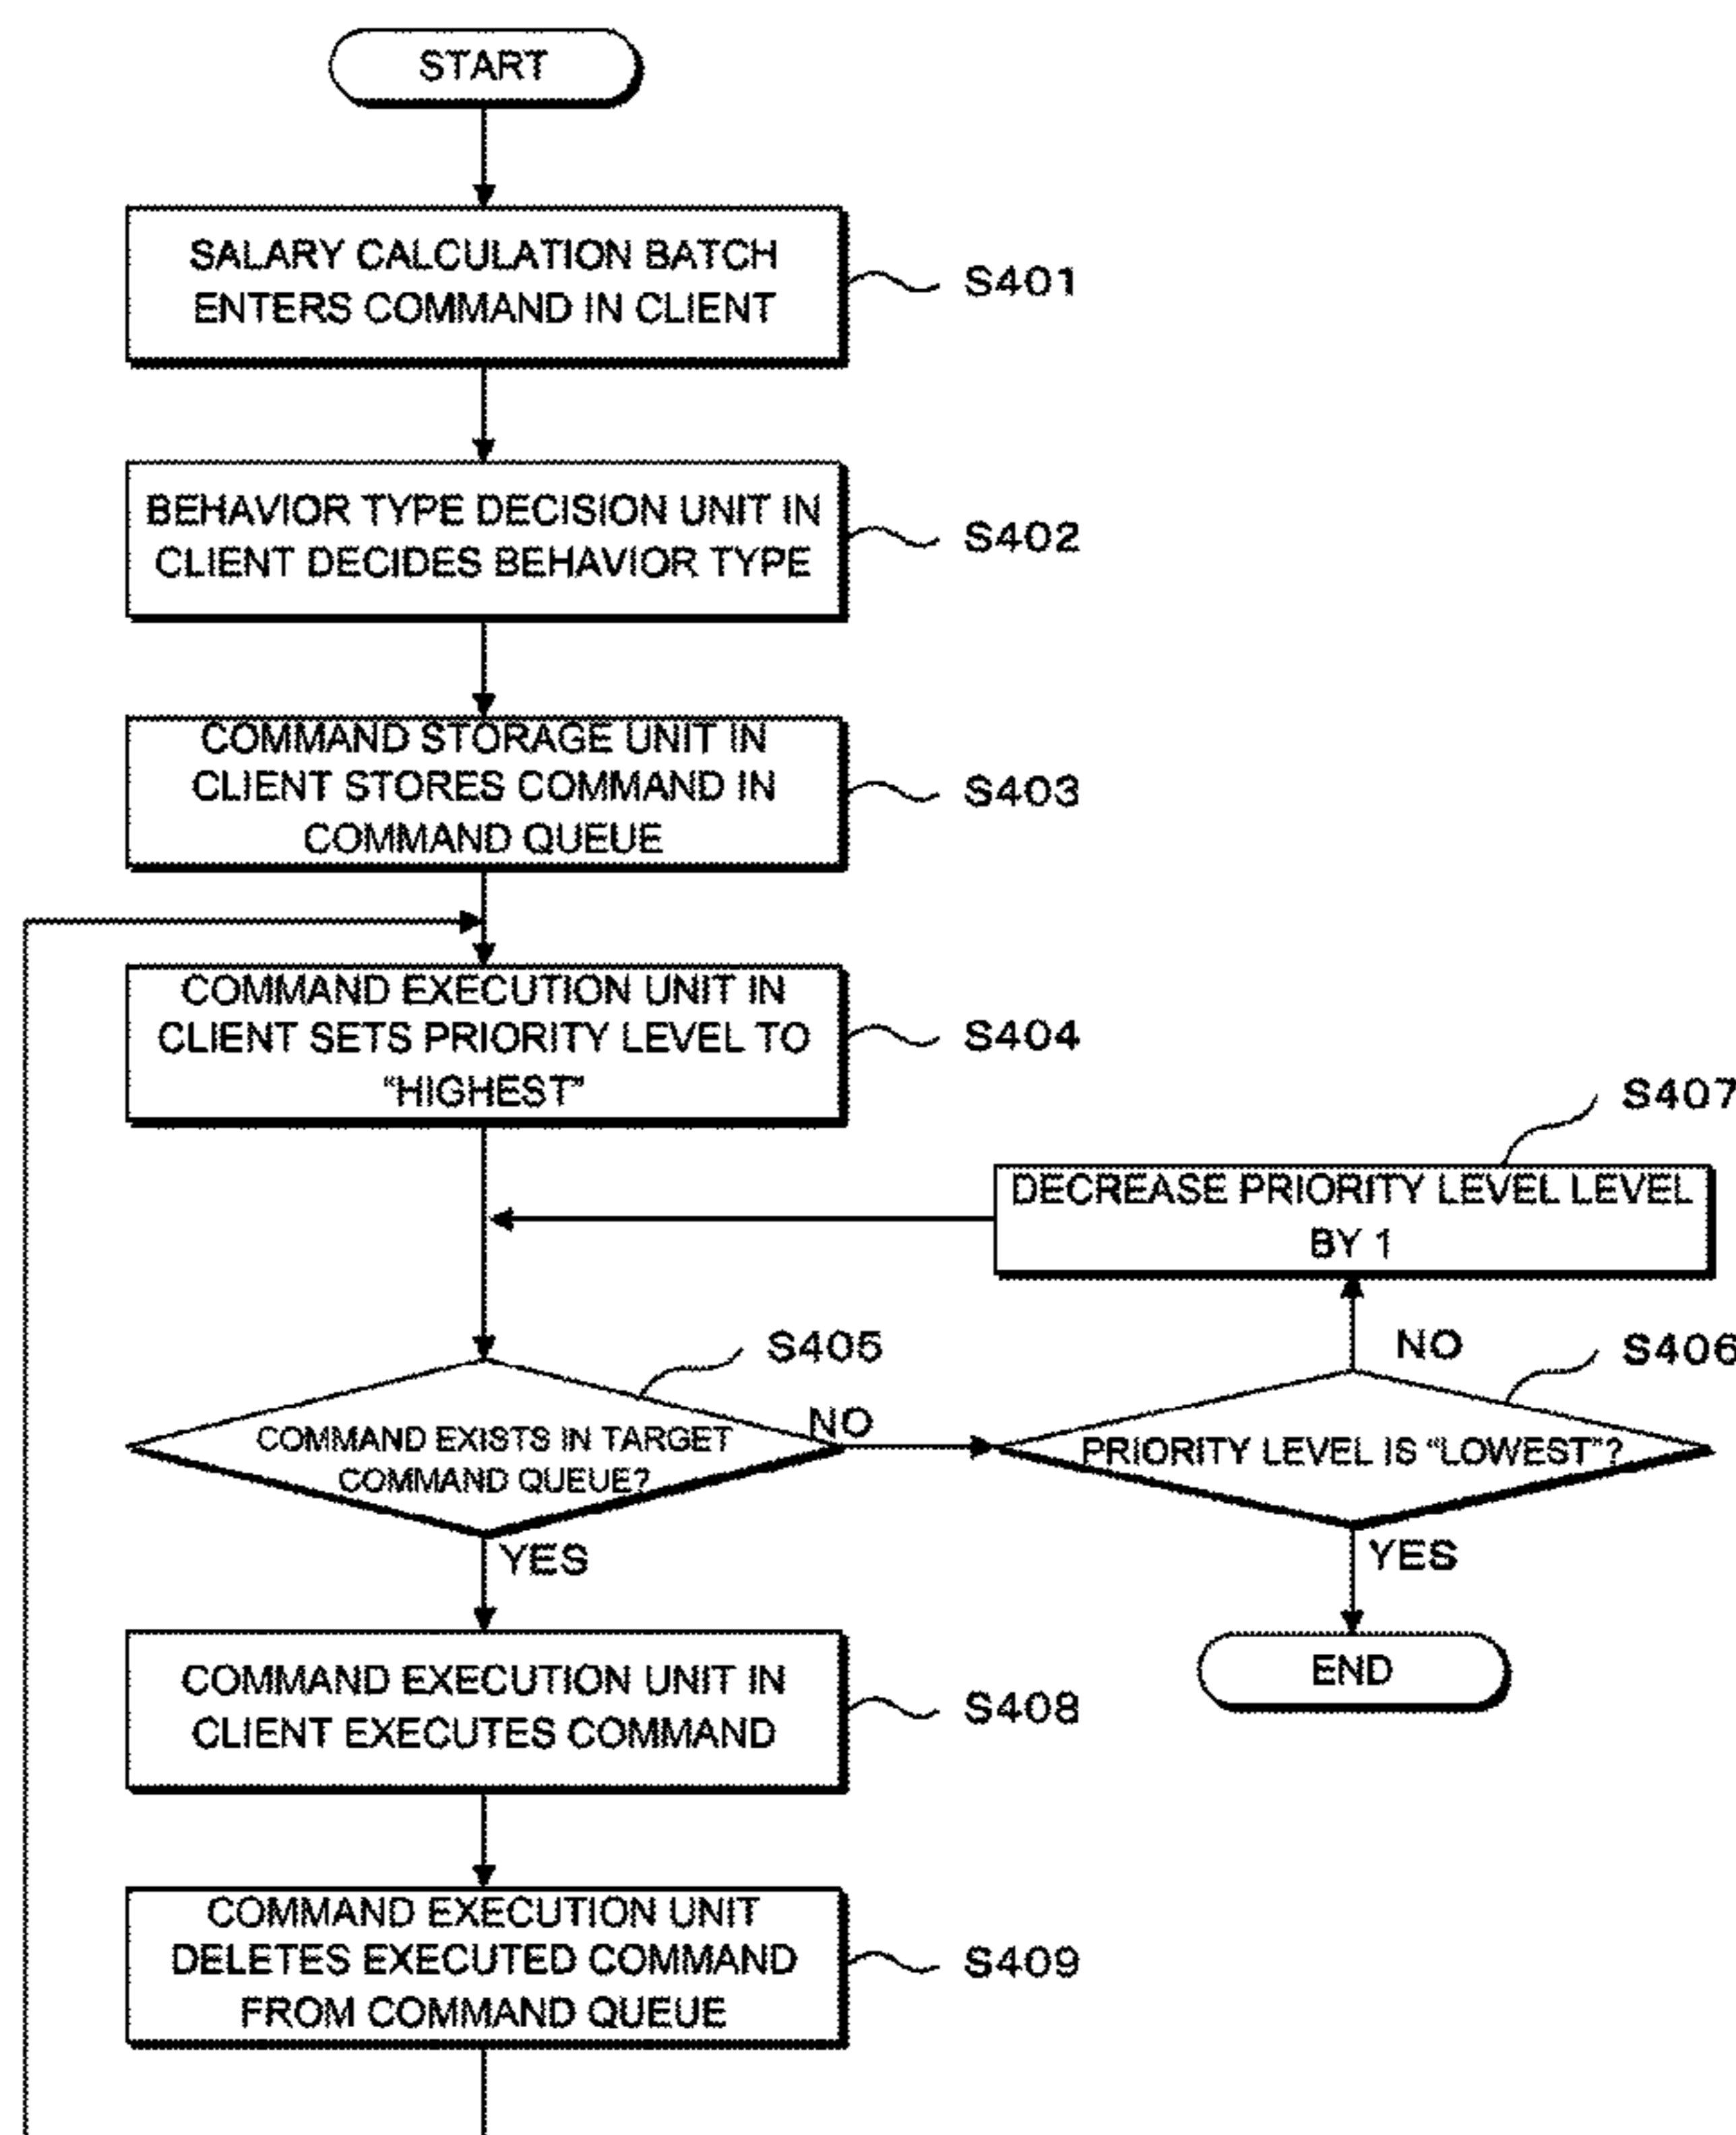 START
SALARY CALCULATION BATCH
ENTERS COMMAND IN CLIENT
S401
BEHAVIOR TYPE DECISION UNIT IN
CLIENT DECIDES BEHAVIOR TYPE
S402
COMMAND STORAGE UNIT IN
CLIENT STORES COMMAND IN
COMMAND QUEUE
S403
COMMAND EXECUTION UNIT IN
CLIENT SETS PRIORITY LEVEL TO
“HIGHEST”
S404
S407
DECREASE PRIORITY LEVEL LEVEL
BY 1
S405
NO
S406
COMMAND EXISTS IN TARGET
COMMAND QUEUE?
NO
PRIORITY LEVEL IS “LOWEST”?
YES
YES
COMMAND EXECUTION UNIT IN
CLIENT EXECUTES COMMAND
S408
END
COMMAND EXECUTION UNIT
DELETES EXECUTED COMMAND
FROM COMMAND QUEUE
S409